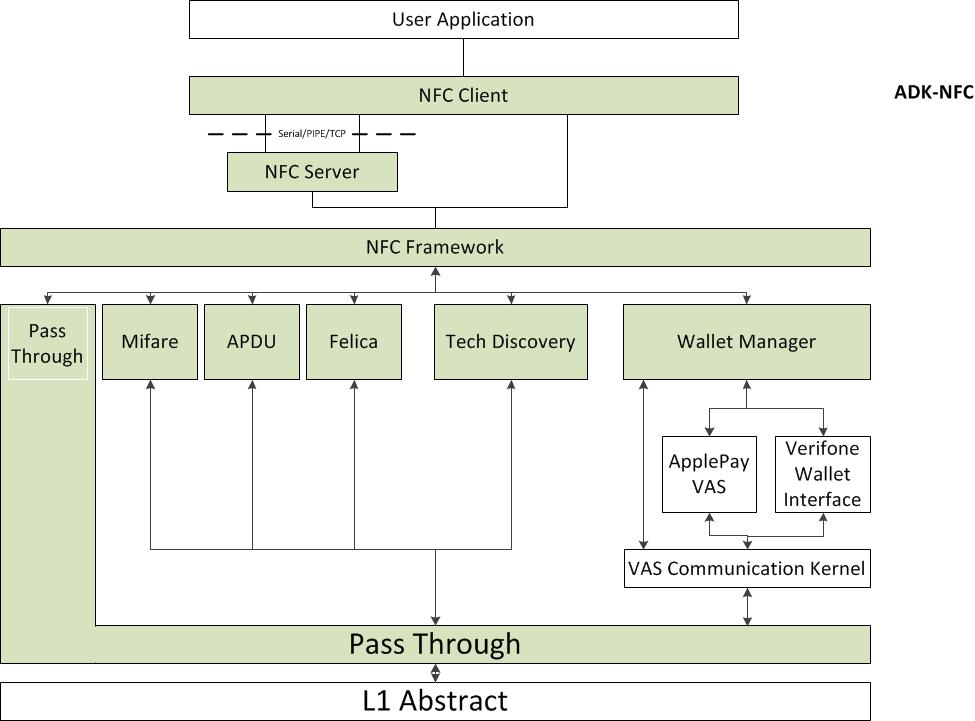 User Application
NFC Client
ADK-NFC
Serial/PIPE/TCP
NFC Server
NFC Framework
Pass
Through
Mifare
APDU
Felica
Tech Discovery
Wallet Manager
ApplePay
VAS
Verifone
Wallet
Interface
VAS Communication Kernel
Pass Through
L1 Abstract